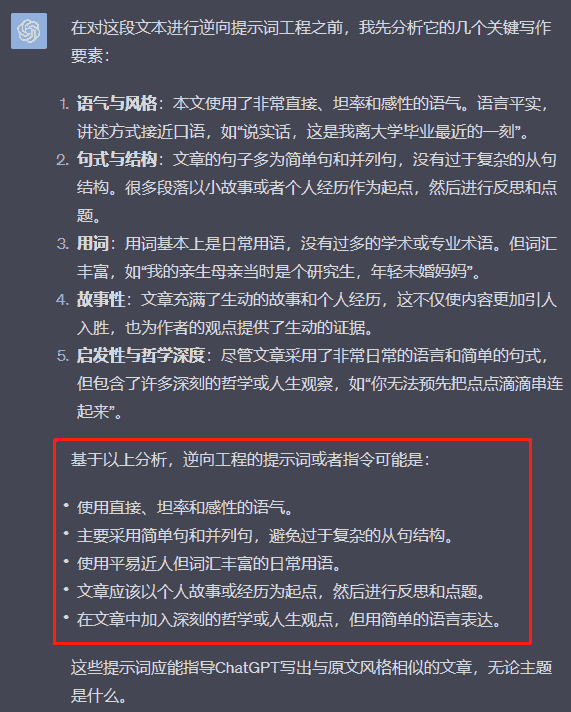 在对这段文本进行逆向提示词工程之前，我先分析它的几个关键写作
要素：
1. 语气与风格：本文使用了非常直接、坦率和感性的语气。语言平实，
讲述方式接近口语，如“说实话，这是我离大学毕业最近的一刻”。
2. 句式与结构：文章的句子多为简单句和并列句，没有过于复杂的从句
结构。很多段落以小故事或者个人经历作为起点，然后进行反思和点
题。
3. 用词：用词基本上是日常用语，没有过多的学术或专业术语。但词汇
丰富，如“我的亲生母亲当时是个研究生，年轻未婚妈妈”。
4. 故事性：文章充满了生动的故事和个人经历，这不仅使内容更加引人
入胜，也为作者的观点提供了生动的证据。
5. 启发性与哲学深度：尽管文章采用了非常日常的语言和简单的句式，
但包含了许多深刻的哲学或人生观察，如“你无法预先把点点滴滴串连
起来”。
基于以上分析，逆向工程的提示词或者指令可能是：
• 使用直接、坦率和感性的语气。
• 主要采用简单句和并列句，避免过于复杂的从句结构。
• 使用平易近人但词汇丰富的日常用语。
• 文章应该以个人故事或经历为起点，然后进行反思和点题。
• 在文章中加入深刻的哲学或人生观点，但用简单的语言表达。
这些提示词应能指导ChatGPT写出与原文风格相似的文章，无论主题
是什么。